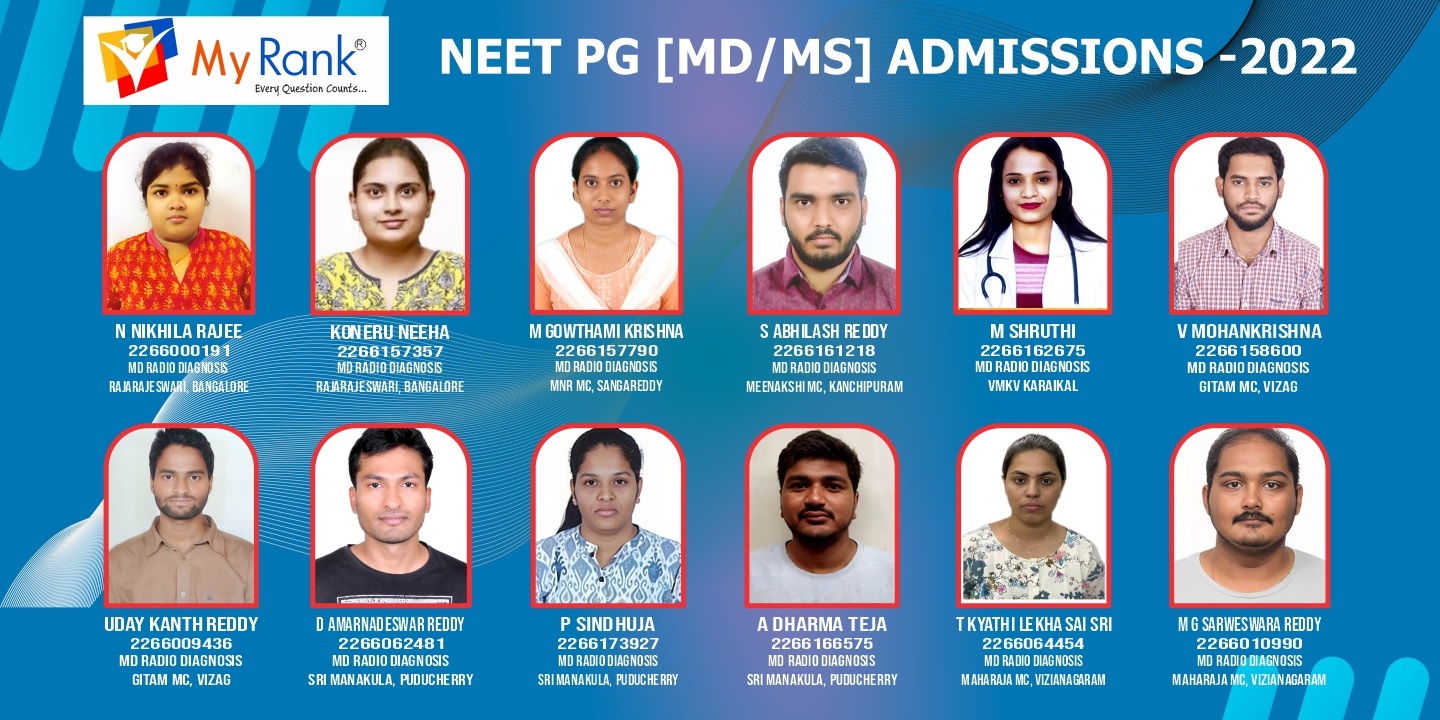 My Rank®
Every Question Counts...
NEET PG [MD/MS] ADMISSIONS -2022
N NIKHILA RAJEE
2266000191
MD RADIO DIAGNOSIS
RAJARAJESWARI, BANGALORE
KONERU NEEHA
2266157357
MD RADIO DIAGNOSIS
RAJARAJESWARI, BANGALORE
M GOWTHAMI KRISHNA
2266157790
MD RADIO DIAGNOSIS
MNR MC, SANGAREDDY
S ABHILASH REDDY
2266161218
MD RADIO DIAGNOSIS
MEENAKSHI MC, KANCHIPURAM
M SHRUTHI
2266162675
MD RADIO DIAGNOSIS
VMKV KARAIKAL
V MOHANKRISHNA
2266158600
MD RADIO DIAGNOSIS
GITAM MC, VIZAG
UDAY KANTH REDDY
2266009436
MD RADIO DIAGNOSIS
GITAM MC, VIZAG
D AMARNADESWAR REDDY
2266062481
MD RADIO DIAGNOSIS
SRI MANAKULA, PUDUCHERRY
P SINDHUJA
2266173927
MD RADIO DIAGNOSIS
SRI MANAKULA, PUDUCHERRY
A DHARMA TEJA
2266166575
MD RADIO DIAGNOSIS
SRI MANAKULA, PUDUCHERRY
T KYATHI LEKHA SAI SRI
2266064454
MD RADIO DIAGNOSIS
MAHARAJA MC, VIZIANAGARAM
M G SARWESWARA REDDY
2266010990
MD RADIO DIAGNOSIS
MAHARAJA MC, VIZIANAGARAM